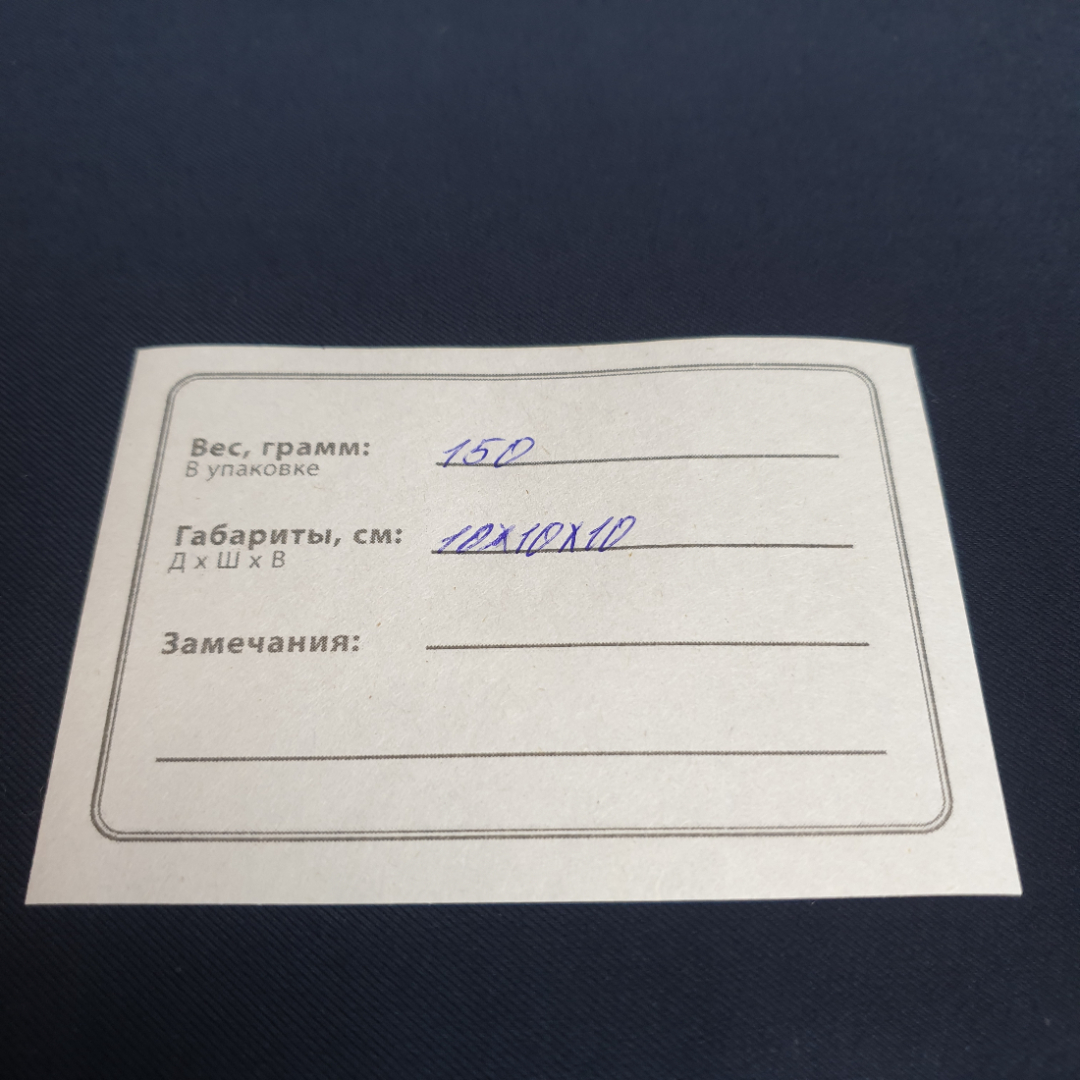 Вес, грамм: 150
В упаковке
Габариты, см: 10х10х10
Д х Ш х В
Замечания: